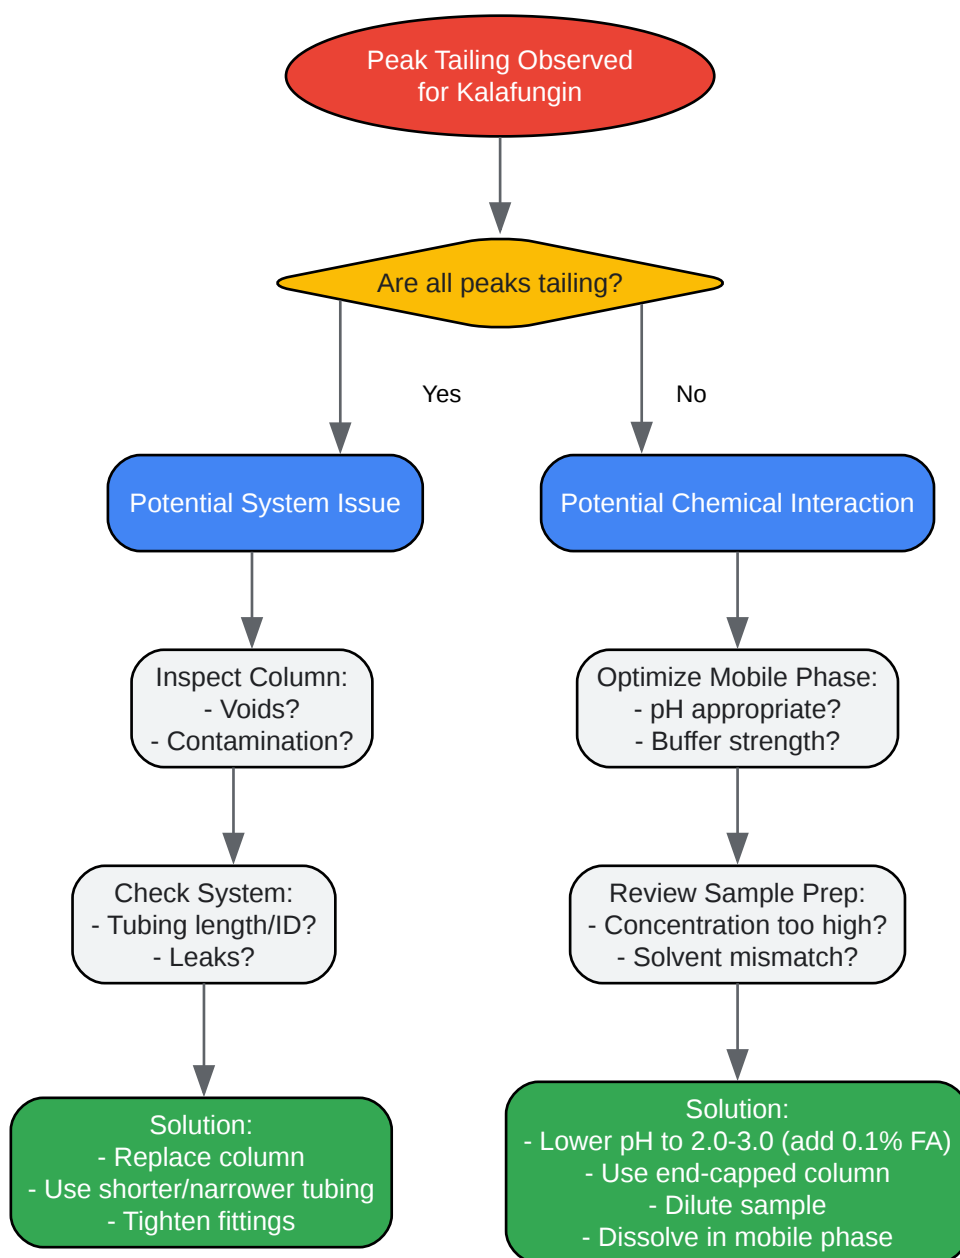 Peak Tailing Observed
for Kalafungin
Are all peaks tailing?
Yes
No
Potential System Issue
Potential Chemical Interaction
Inspect Column:
- Voids?
- Contamination?
Optimize Mobile Phase:
- pH appropriate?
- Buffer strength?
Check System:
- Tubing length/ID?
- Leaks?
Review Sample Prep:
- Concentration too high?
- Solvent mismatch?
Solution:
- Replace column
- Use shorter/narrower tubing
- Tighten fittings
Solution:
- Lower pH to 2.0-3.0 (add 0.1% FA)
- Use end-capped column
- Dilute sample
- Dissolve in mobile phase